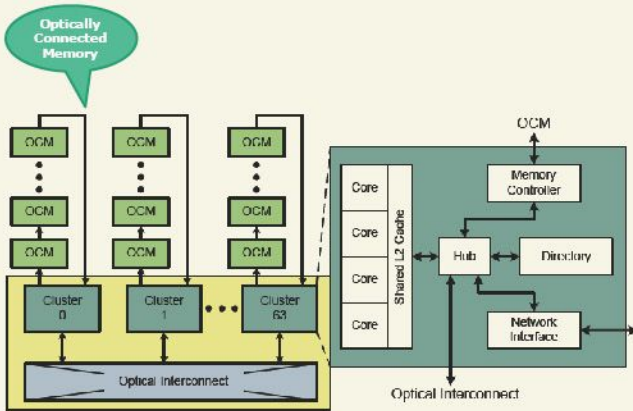 Optically
Connected
Memory
OCM
OCM
OCM
OCM
OCM
OCM
OCM
OCM
OCM
Cluster
0
Cluster
1
Cluster
63
Optical Interconnect
OCM
Core
Core
Core
Core
Shared L2 Cache
Memory
Controller
Hub
Directory
Network
Interface
Optical Interconnect